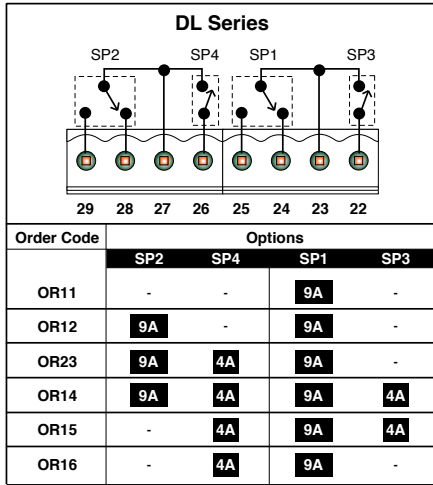 DL Series
SP2 SP4 SP1 SP3
29 28 27 26 25 24 23 22
Order Code Options
SP2 SP4 SP1 SP3
OR11 - - 9A -
OR12 9A - 9A -
OR23 9A 4A 9A -
OR14 9A 4A 9A 4A
OR15 - 4A 9A 4A
OR16 - 4A 9A -